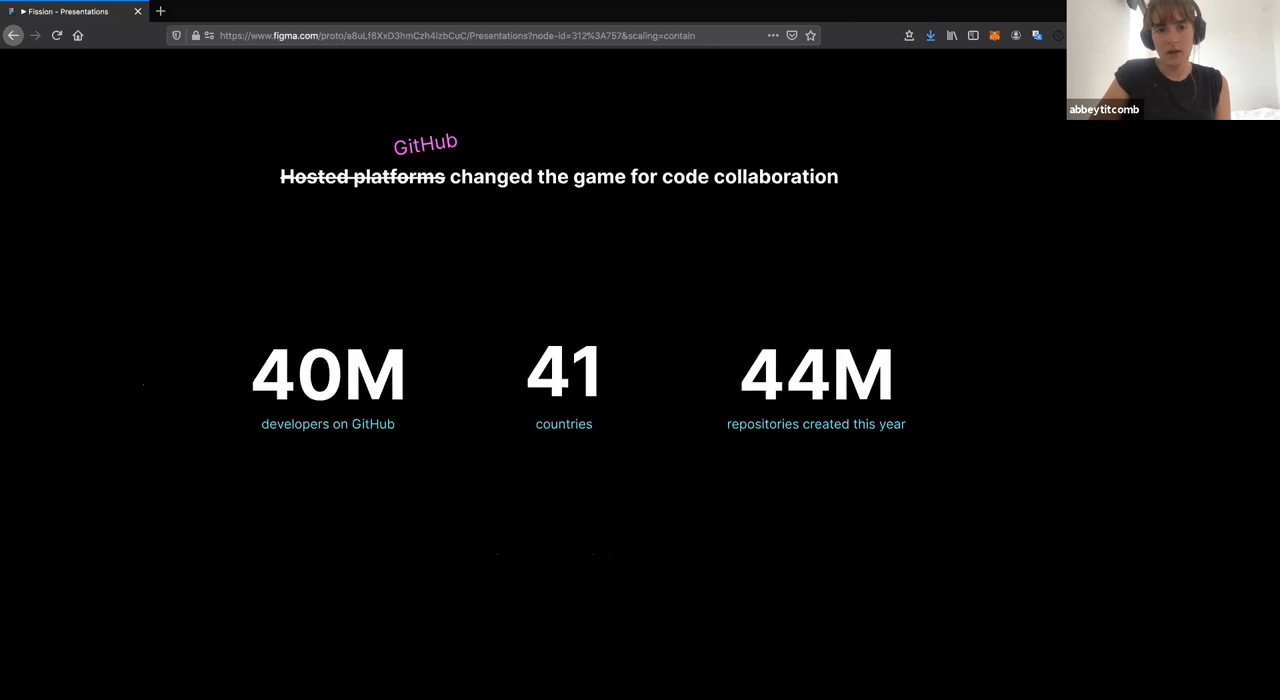 Fission - Presentations
https://www.figma.com/proto/a8uLf8XxD3hmCzh4izbCuC/Presentations?node-id=312%3A757&scaling=contain
abbeytitcomb
GitHub
Hosted platforms changed the game for code collaboration
40M
41
44M
developers on GitHub
countries
repositories created this year